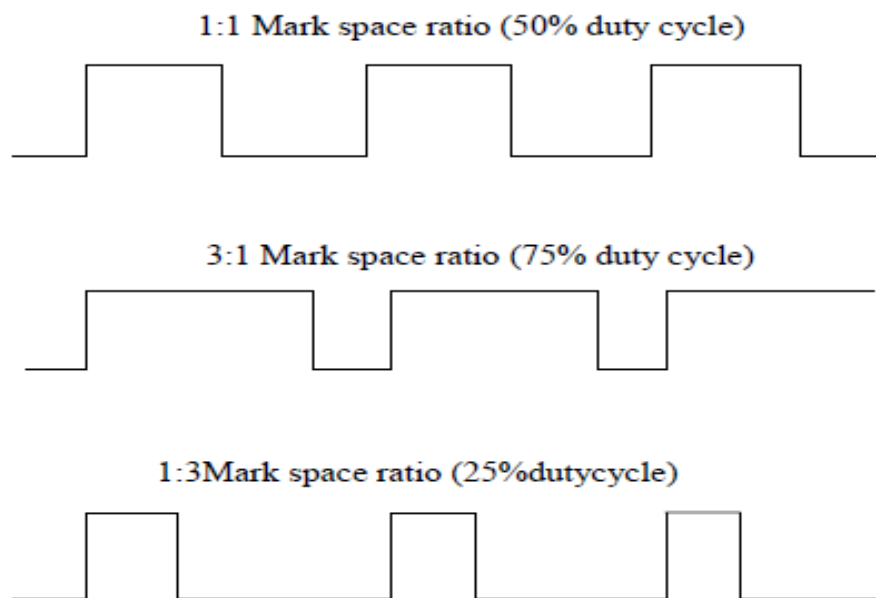 1:1 Mark space ratio (50% duty cycle)
3:1 Mark space ratio (75% duty cycle)
1:3Mark space ratio (25%dutycycle)